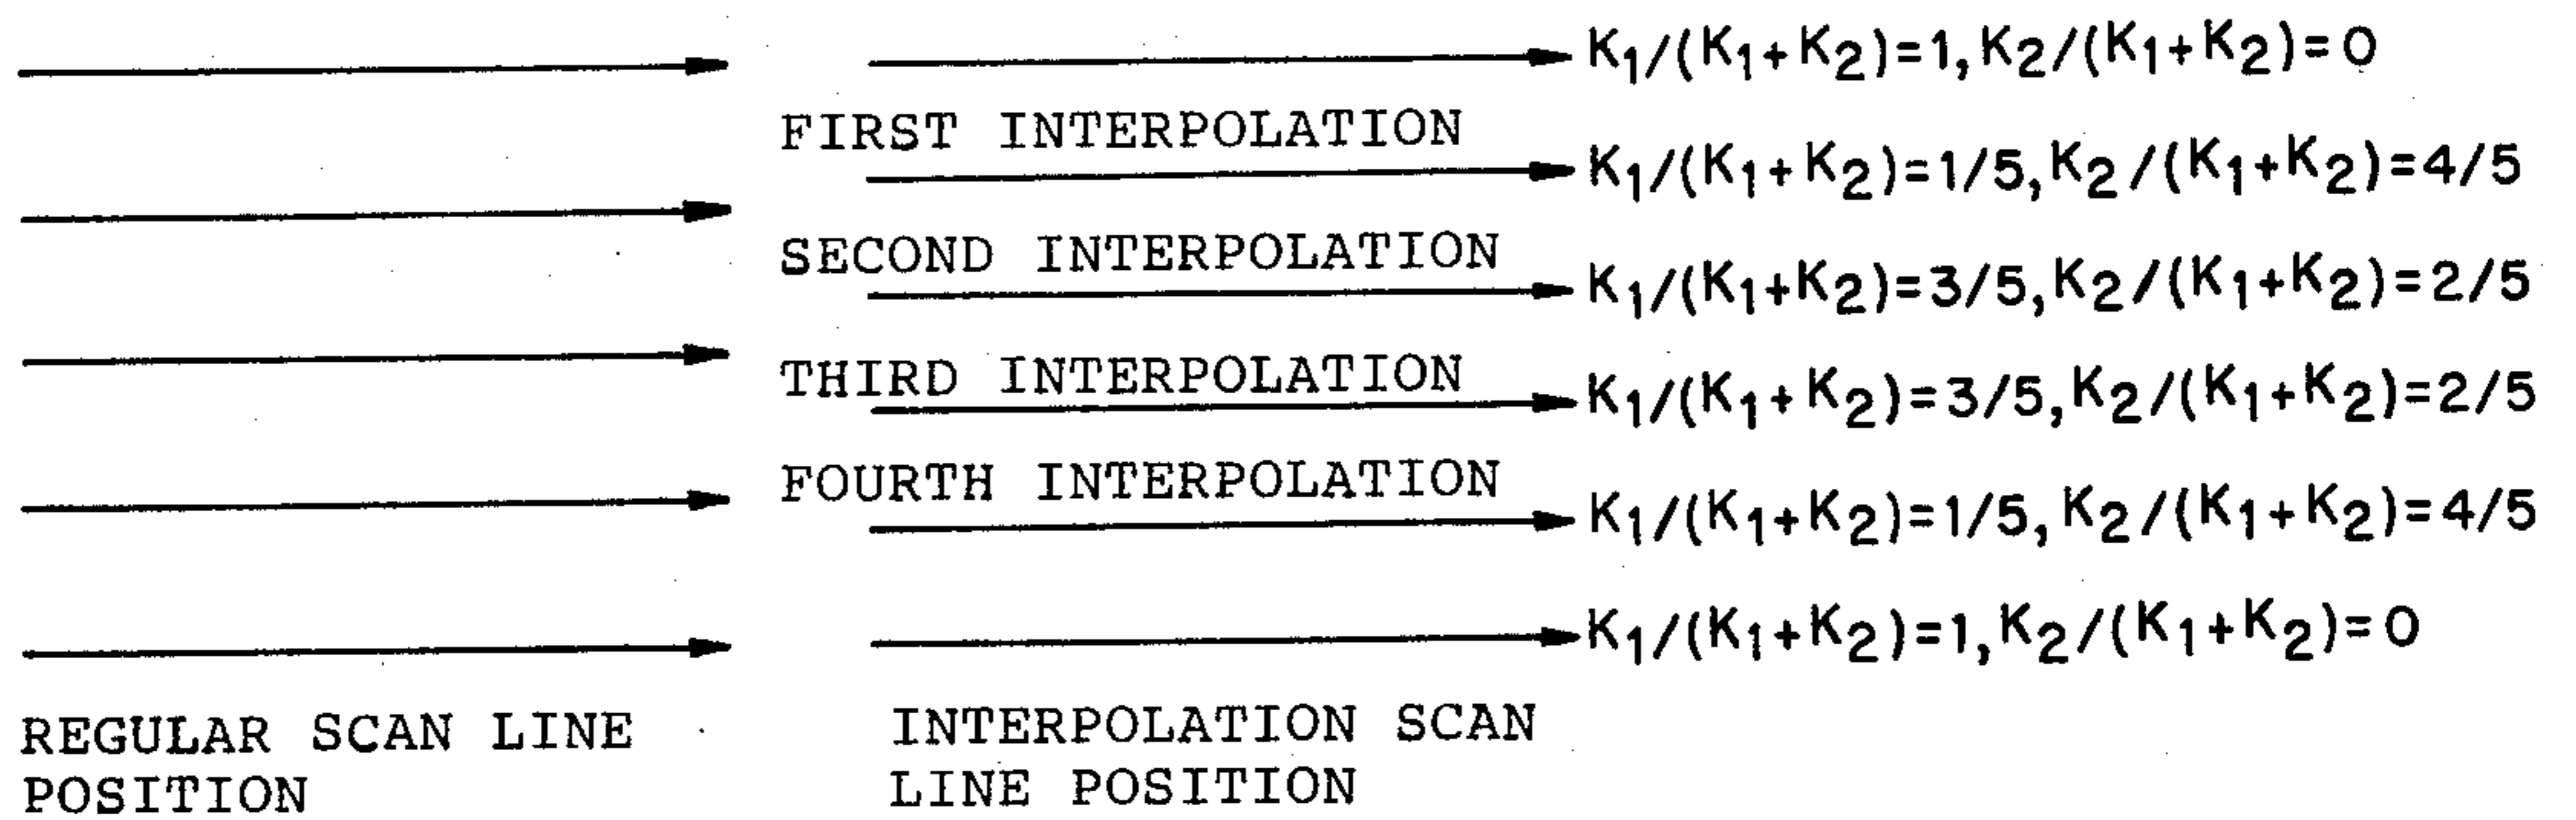 K1/(K1+K2)=1, K2/(K1+K2)=0
FIRST INTERPOLATION
K1/(K1+K2)=1/5, K2/(K1+K2)=4/5
SECOND INTERPOLATION
K1/(K1+K2)=3/5, K2/(K1+K2)=2/5
THIRD INTERPOLATION
K1/(K1+K2)=3/5, K2/(K1+K2)=2/5
FOURTH INTERPOLATION
K1/(K1+K2)=1/5, K2/(K1+K2)=4/5
K1/(K1+K2)=1, K2/(K1+K2)=0
REGULAR SCAN LINE
POSITION
INTERPOLATION SCAN
LINE POSITION